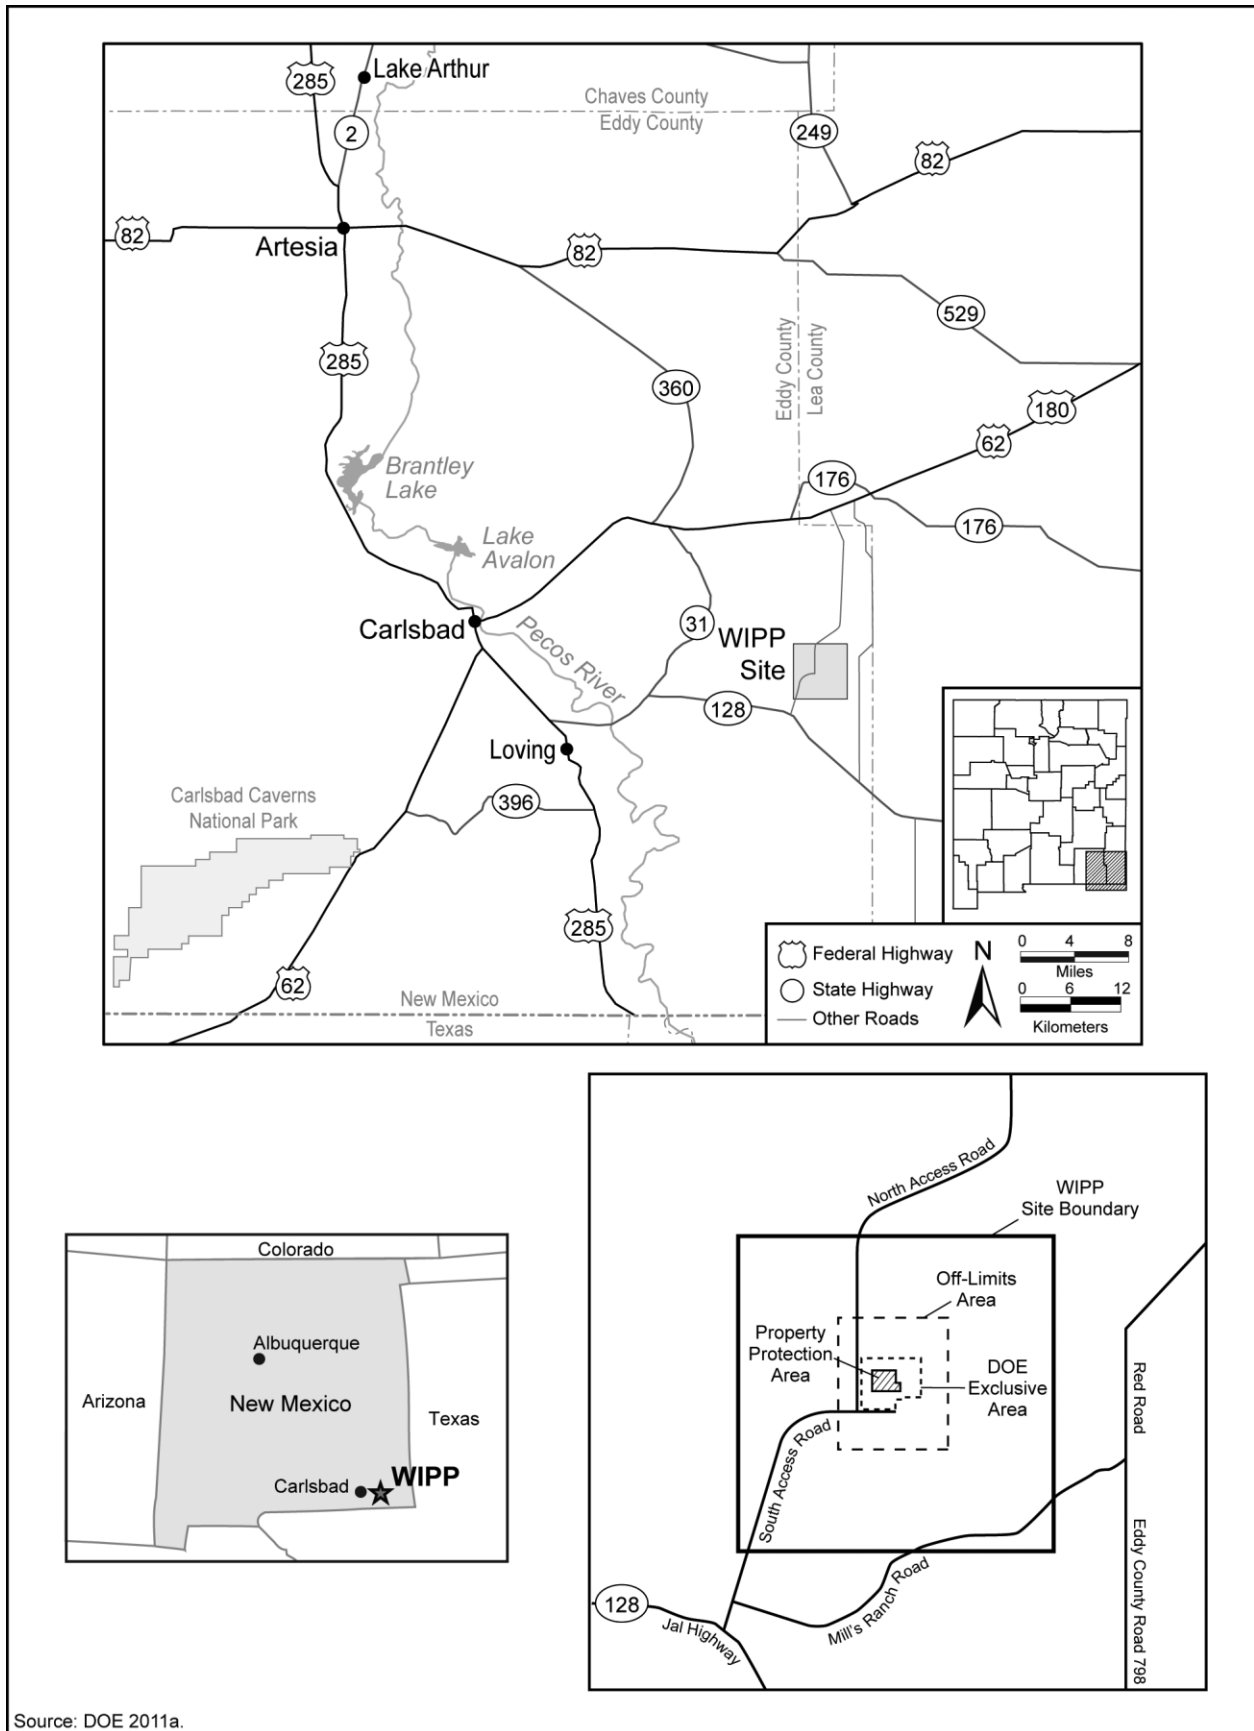 Lake Arthur
285
Chaves County
Eddy County
2
249
82
82
Artesia
82
529
285
Eddy County
Lea County
360
180
62
Brantley
Lake
176
176
Lake
Avalon
Carlsbad
Pecos River
31
WIPP
Site
128
Loving
Carlsbad Caverns
National Park
396
285
62
New Mexico
Texas
Federal Highway
State Highway
Other Roads
N
0 4 8
Miles
0 6 12
Kilometers
North Access Road
WIPP
Site Boundary
Off-Limits
Area
Property
Protection
Area
DOE
Exclusive
Area
South Access Road
Red Road
Eddy County Road 798
Mill's Ranch Road
128
Jal Highway
Colorado
Albuquerque
Arizona
New Mexico
Texas
Carlsbad
WIPP
Source: DOE 2011a.